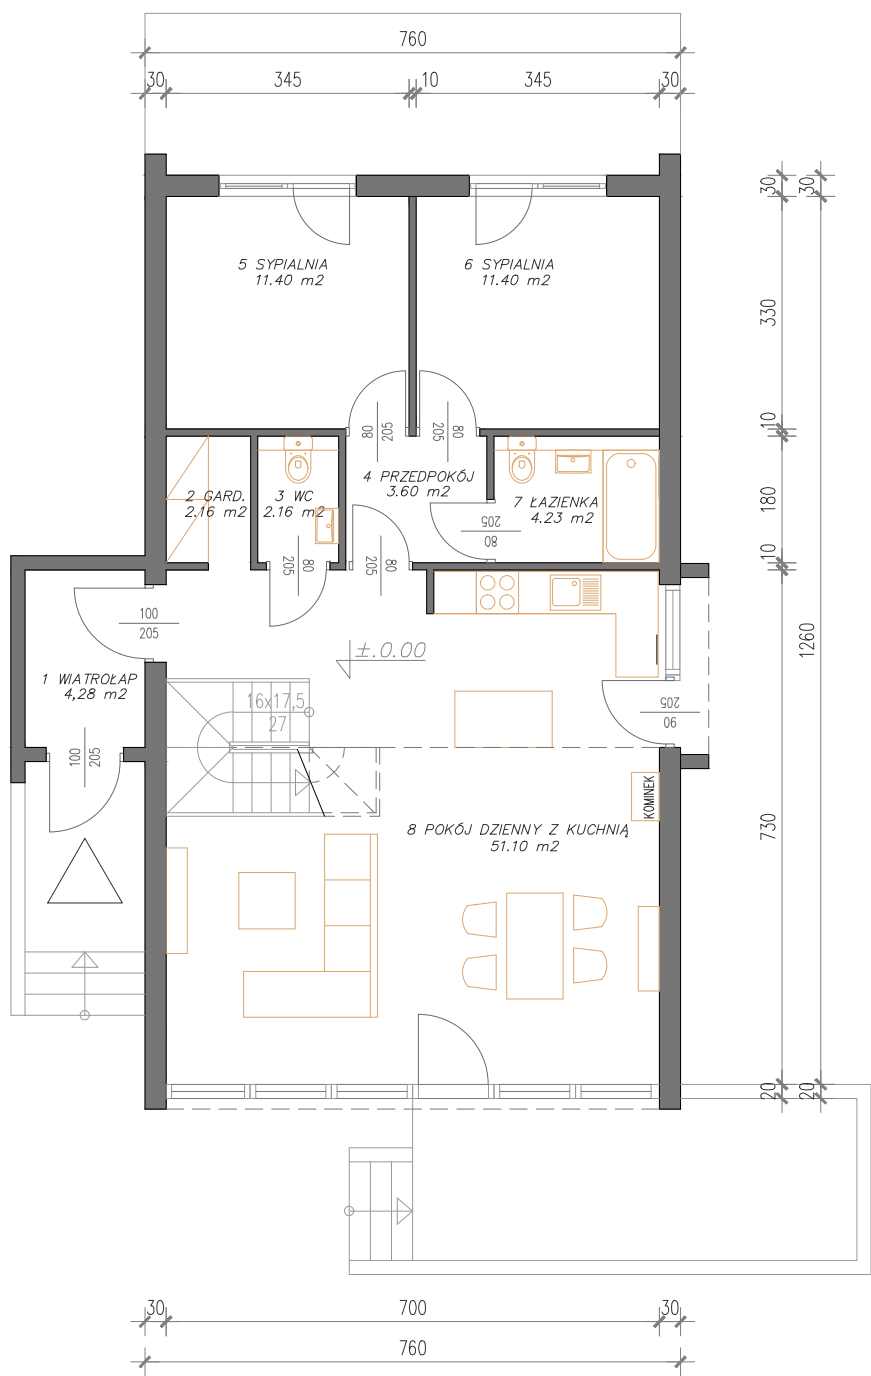 760
30 345 10 345 30
30 30
5 SYPIALNIA
11.40 m2
6 SYPIALNIA
11.40 m2
330
10
80
205
80
205
4 PRZEDPOKÓJ
3.60 m2
2 GARD.
2.16 m2
3 WC
2.16 m2
7 ŁAZIENKA
4.23 m2
180
80
205
80
205
80
205
10
100
205
1 WIATROŁAP
4,28 m2
±.0.00
1260
16x17,5
27
90
205
100
205
KOMINEK
8 POKÓJ DZIENNY Z KUCHNIĄ
51.10 m2
730
20 20
30 700 30
760